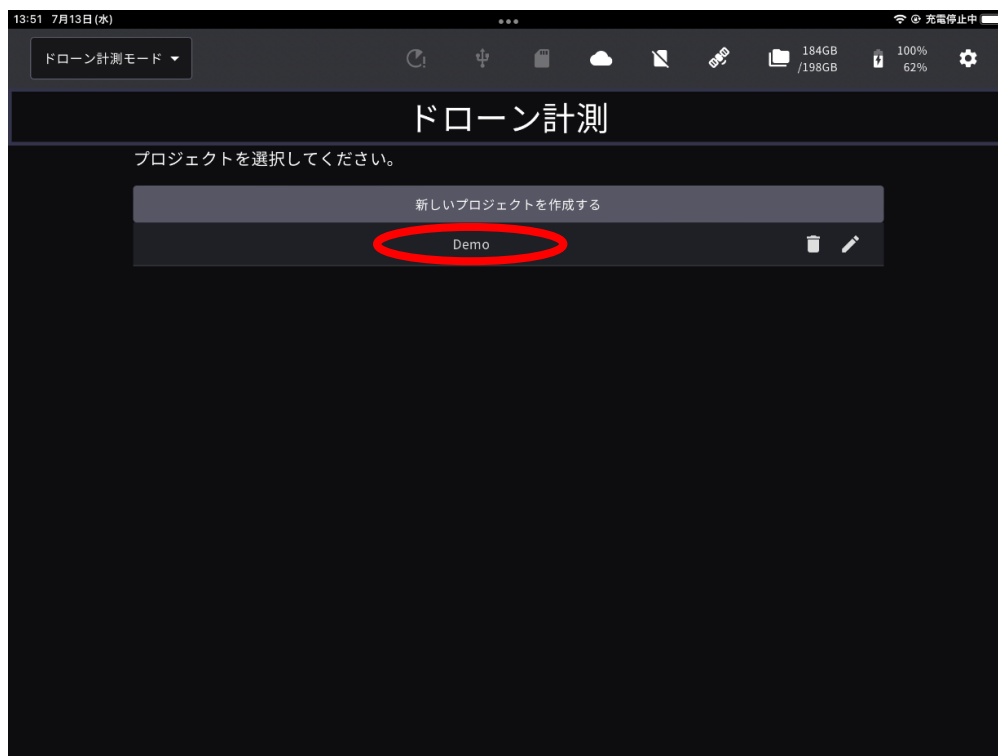 13:51 7月13日(水) 充電停止中
ドローン計測モード 184GB /198GB 100% 62%
ドローン計測
プロジェクトを選択してください。
新しいプロジェクトを作成する
Demo